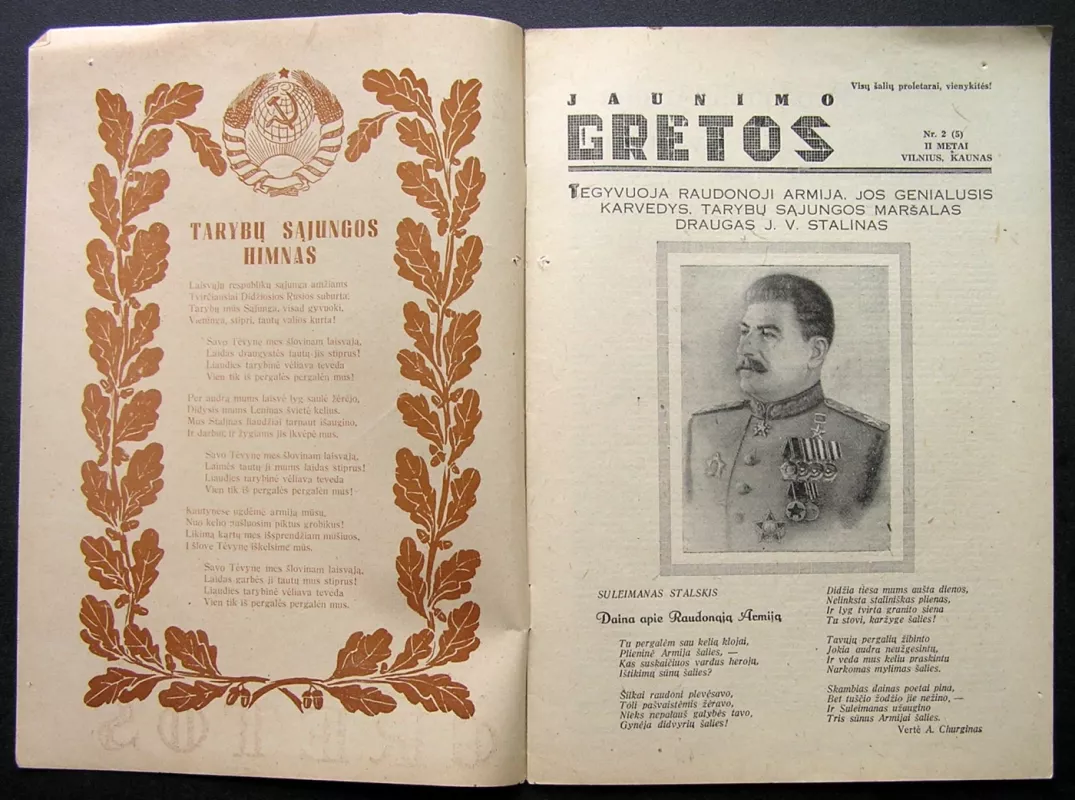 TARYBŲ SĄJUNGOS
HIMNAS
Laisvųjų respublikų sąjunga amžiams
Tvirčiausiai Didžiosios Rusios suburta.
Tarybų mūs Sąjunga, visad gyvuoki,
Vieninga, stipri, tautų valios kurta!
Savo Tėvynę mes šlovinam laisvąją,
Laidas draugystės tautų jis stiprus!
Liaudies tarybinė vėliava teveda
Vien tik iš pergalės pergalėn mus!
Per audrą mums laisvė lyg saulė žėrėjo,
Didysis mums Leninas švietė kelius.
Mus Stalinas liaudžiai tarnaut išaugino,
Ir darbui, ir žygiams jis įkvėpė mus.
Savo Tėvynę mes šlovinam laisvąją,
Laimės tautų ji mums laidas stiprus!
Liaudies tarybinė vėliava teveda
Vien tik iš pergalės pergalėn mus!
Kautynėse ugdėme armiją mūsų,
Nuo kelio nušluosim piktus grobikus!
Likimą kartų mes išsprendžiam mūšiuos,
Į šlovę Tėvynę iškelsime mūs.
Savo Tėvynę mes šlovinam laisvąją,
Laidas garbės ji tautų mus stiprus!
Liaudies tarybinė vėliava teveda
Vien tik iš pergalės pergalėn mus.
Visų šalių proletarai, vienykitės!
JAUNIMO
GRETOS
Nr. 2 (5)
II METAI
VILNIUS, KAUNAS
TEGYVUOJA RAUDONOJI ARMIJA, JOS GENIALUSIS
KARVEDYS, TARYBŲ SĄJUNGOS MARŠALAS
DRAUGAS J. V. STALINAS
SULEIMANAS STALSKIS
Daina apie Raudonąją Armiją
Tu pergalėm sau kelią klojai,
Plieninė Armija šalies, —
Kas suskaičiuos vardus herojų,
Ištikimų sūnų šalies?
Šilkai raudoni plevėsavo,
Toli pašvaistėmis žėravo,
Nieks nepalauš galybės tavo,
Gynėja didvyrių šalies!
Didžia tiesa mums aušta dienos,
Nelinksta staliniškas plienas,
Ir lyg tvirta granito siena
Tu stovi, karžyge šalies!
Tavųjų pergalių žibinto
Jokia audra neužgesintų,
Ir veda mus keliu praskintu
Narkomas mylimas šalies.
Skambias dainas poetai pina,
Bet tuščio žodžio jie nežino, —
Ir Suleimanas užaugino
Tris sūnus Armijai šalies.
Vertė A. Churginas